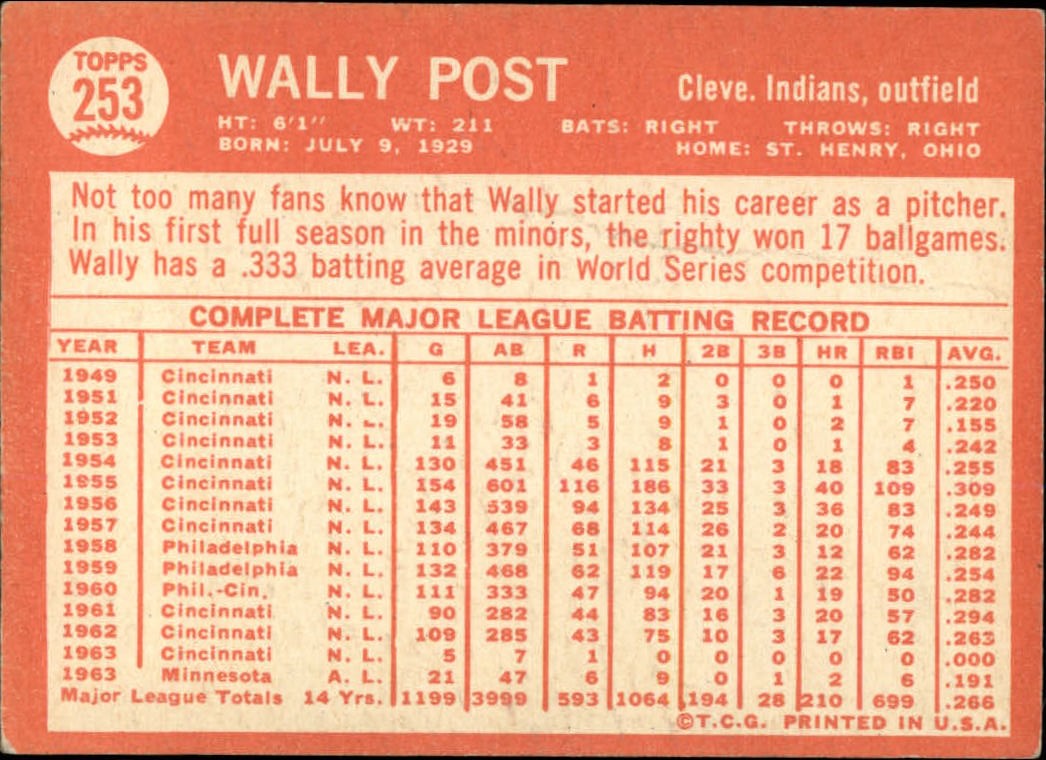 TOPPS
253
WALLY POST
Cleve. Indians, outfield
HT: 6'1" WT: 211 BATS: RIGHT THROWS: RIGHT
BORN: JULY 9, 1929 HOME: ST. HENRY, OHIO
Not too many fans know that Wally started his career as a pitcher.
In his first full season in the minors, the righty won 17 ballgames.
Wally has a .333 batting average in World Series competition.
COMPLETE MAJOR LEAGUE BATTING RECORD
YEAR TEAM LEA. G AB R H 2B 3B HR RBI AVG.
1949 Cincinnati N. L. 6 8 1 2 0 0 0 1 .250
1951 Cincinnati N. L. 15 41 6 9 3 0 1 7 .220
1952 Cincinnati N. L. 19 58 5 9 1 0 2 7 .155
1953 Cincinnati N. L. 11 33 3 8 1 0 1 4 .242
1954 Cincinnati N. L. 130 451 46 115 21 3 18 83 .255
1955 Cincinnati N. L. 154 601 116 186 33 3 40 109 .309
1956 Cincinnati N. L. 143 539 94 134 25 3 36 83 .249
1957 Cincinnati N. L. 134 467 68 114 26 2 20 74 .244
1958 Philadelphia N. L. 110 379 51 107 21 3 12 62 .282
1959 Philadelphia N. L. 132 468 62 119 17 6 22 94 .254
1960 Phil.-Cin. N. L. 111 333 47 94 20 1 19 50 .282
1961 Cincinnati N. L. 90 282 44 83 16 3 20 57 .294
1962 Cincinnati N. L. 109 285 43 75 10 3 17 62 .263
1963 Cincinnati N. L. 5 7 1 0 0 0 0 0 .000
1963 Minnesota A. L. 21 47 6 9 0 1 2 6 .191
Major League Totals 14 Yrs. 1199 3999 593 1064 194 28 210 699 .266
©T.C.G. PRINTED IN U.S.A.